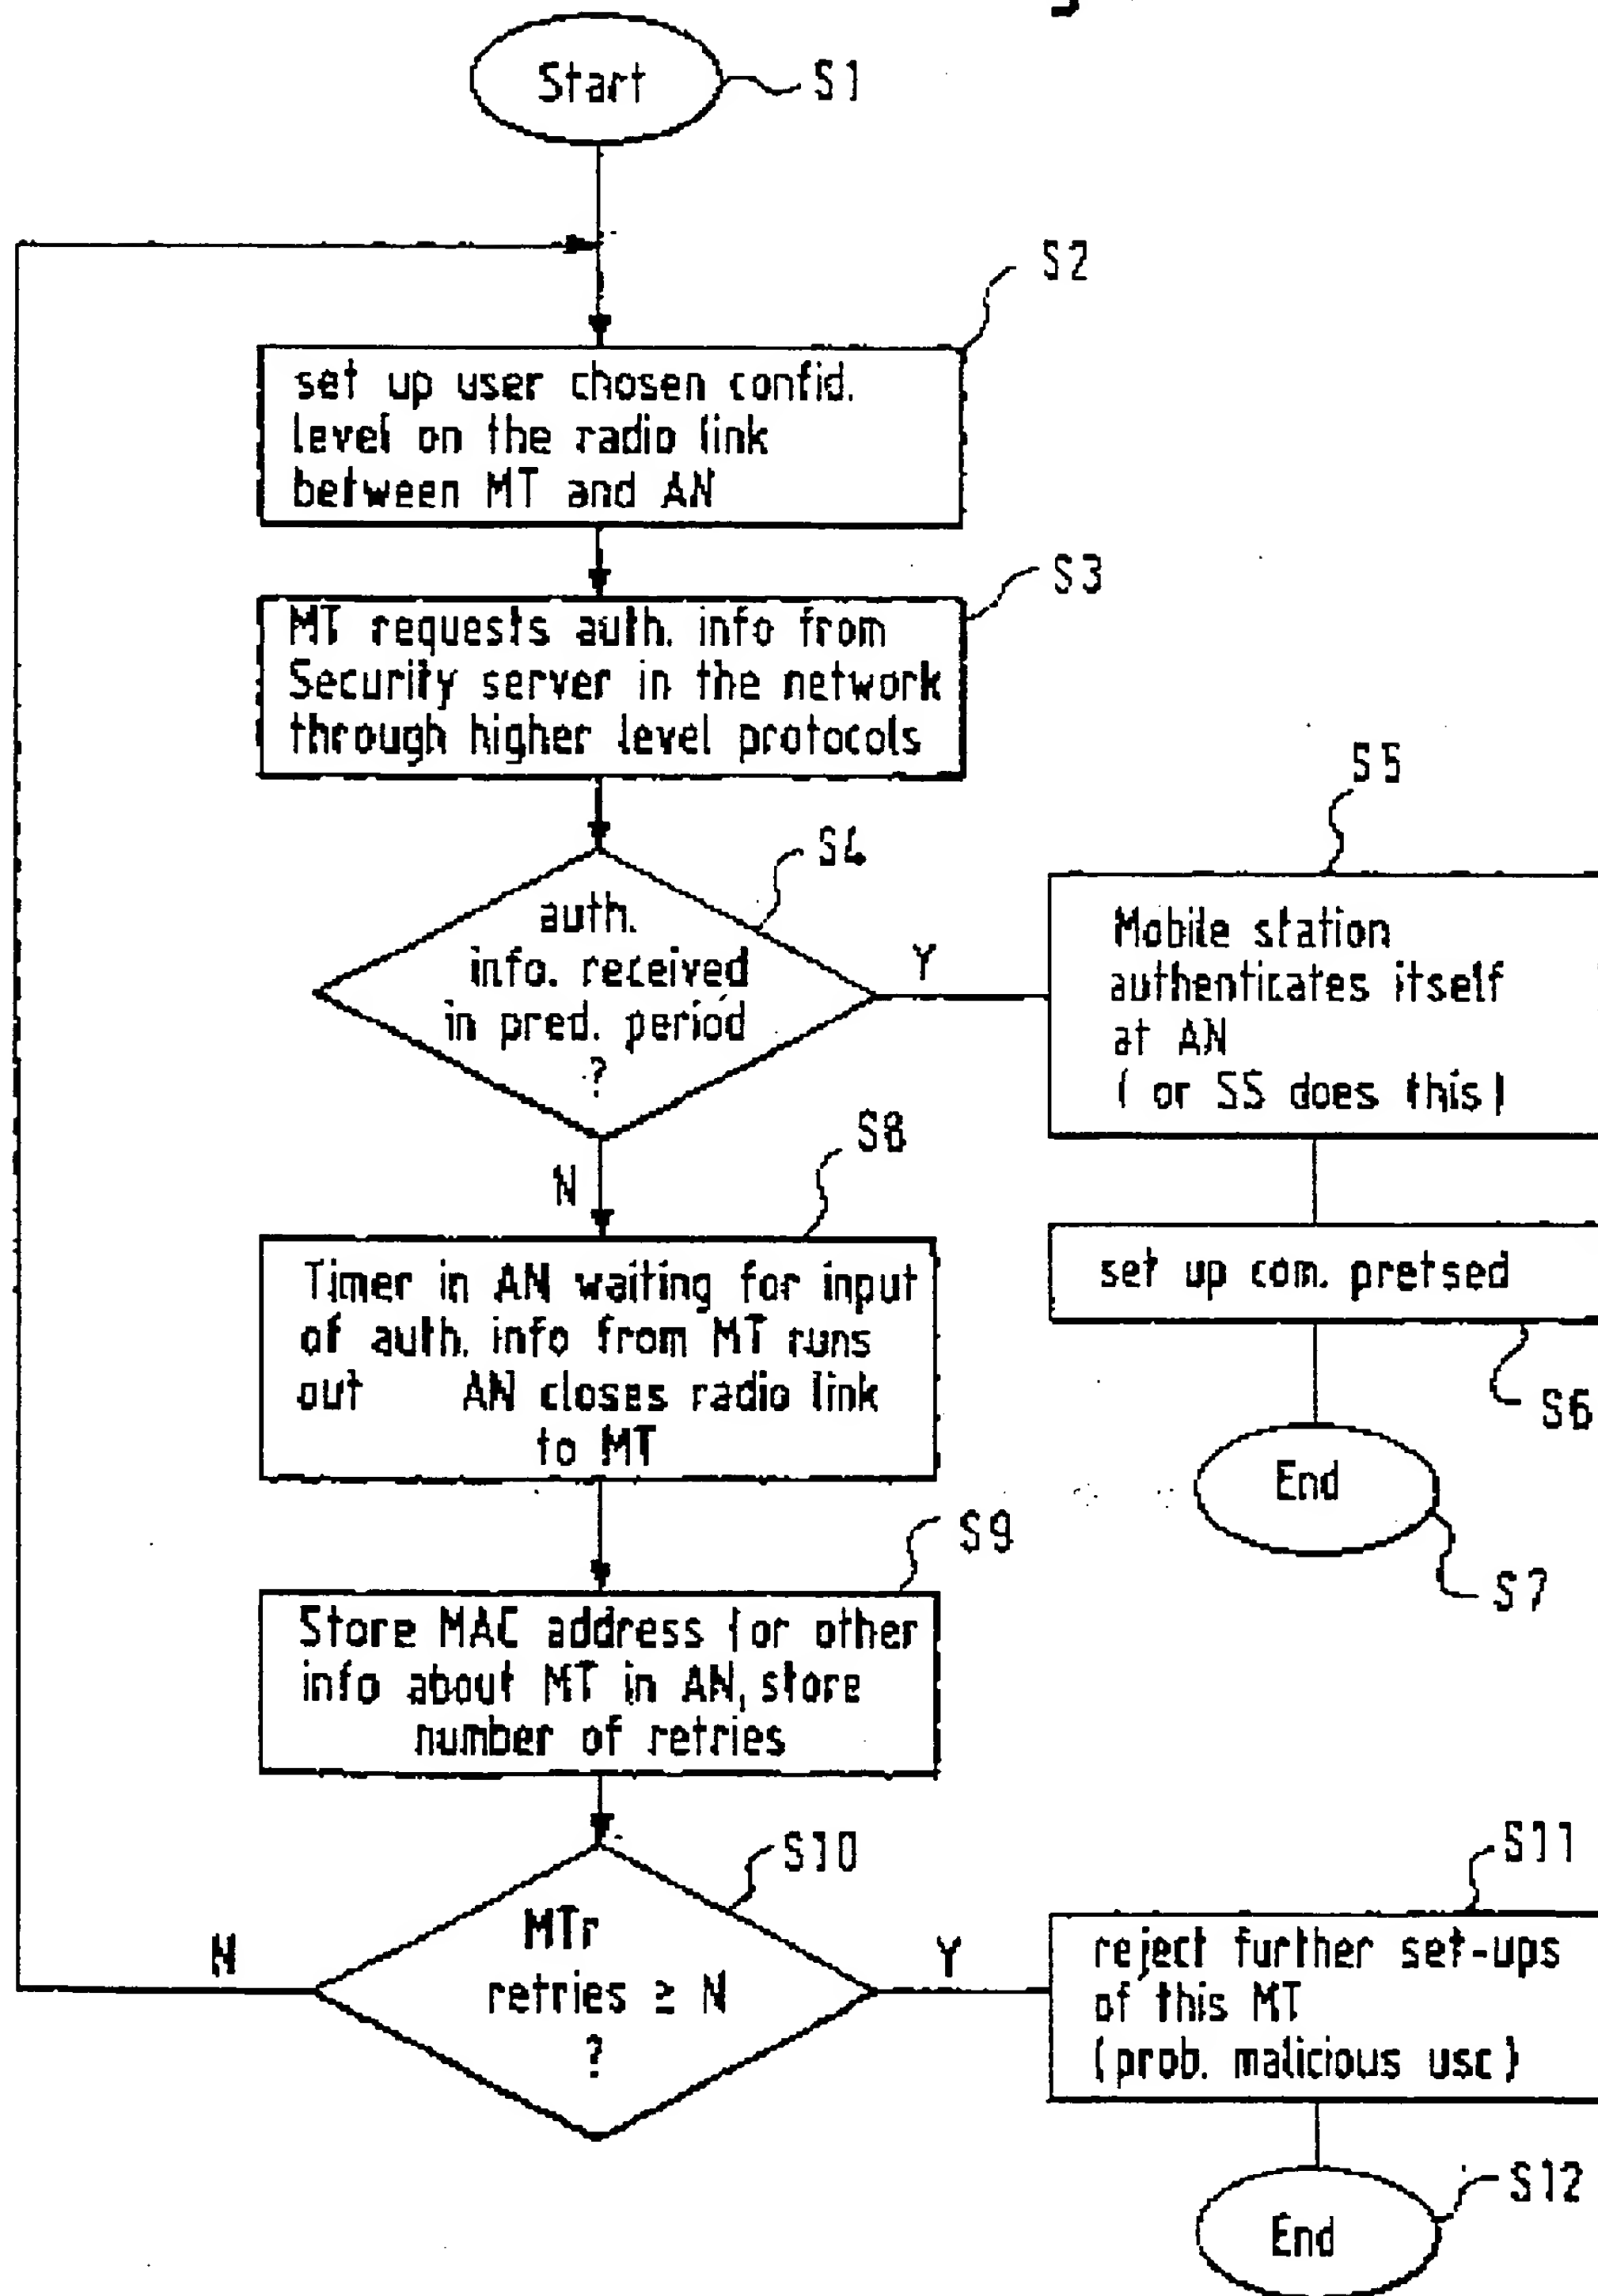 Start
S1
S2
set up user chosen confid.
level on the radio link
between MT and AN
S3
MT requests auth. info from
Security server in the network
through higher level protocols
S4
auth.
info. received
in pred. period
?
Y
S5
Mobile station
authenticates itself
at AN
( or SS does this)
N
S8
Timer in AN waiting for input
of auth. info from MT runs
out AN closes radio link
to MT
set up com. pretsed
S6
End
S7
S9
Store MAC address (or other
info about MT in AN, store
number of retries
S10
MTr
retries ≥ N
?
N
Y
S11
reject further set-ups
of this MT
(prob. malicious use)
S12
End